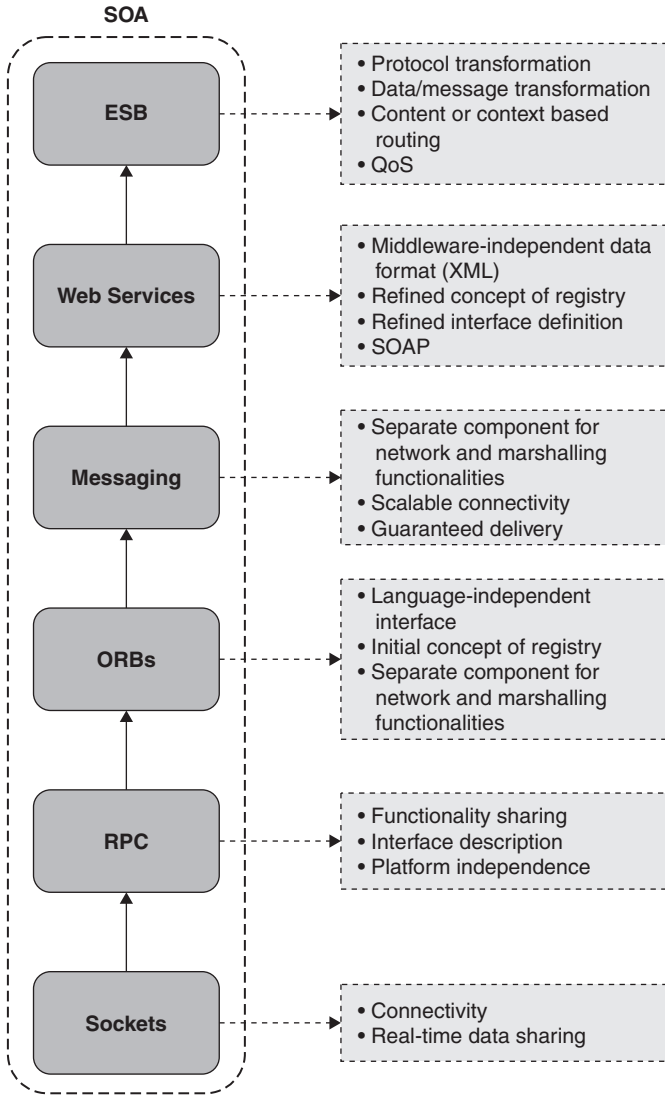 SOA
ESB
• Protocol transformation
• Data/message transformation
• Content or context based
routing
• QoS
Web Services
• Middleware-independent data
format (XML)
• Refined concept of registry
• Refined interface definition
• SOAP
Messaging
• Separate component for
network and marshalling
functionalities
• Scalable connectivity
• Guaranteed delivery
ORBs
• Language-independent
interface
• Initial concept of registry
• Separate component for
network and marshalling
functionalities
RPC
• Functionality sharing
• Interface description
• Platform independence
Sockets
• Connectivity
• Real-time data sharing